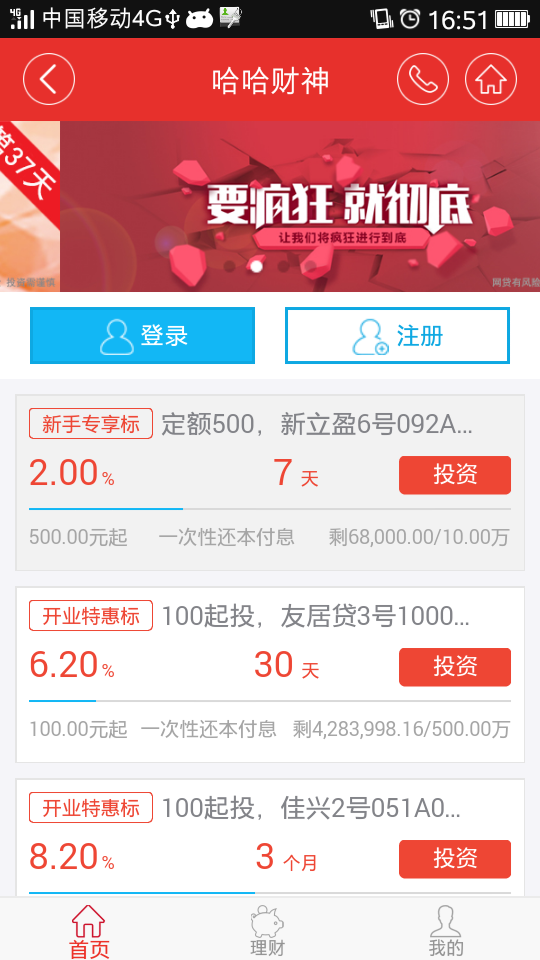 中国移动4G 16:51
哈哈财神
第37天
要疯狂 就彻底
让我们将疯狂进行到底
投资需谨慎
网贷有风险
登录
注册
新手专享标 定额500，新立盈6号092A...
2.00% 7天 投资
500.00元起 一次性还本付息 剩68,000.00/10.00万
开业特惠标 100起投，友居贷3号1000...
6.20% 30天 投资
100.00元起 一次性还本付息 剩4,283,998.16/500.00万
开业特惠标 100起投，佳兴2号051A0...
8.20% 3个月 投资
首页 理财 我的